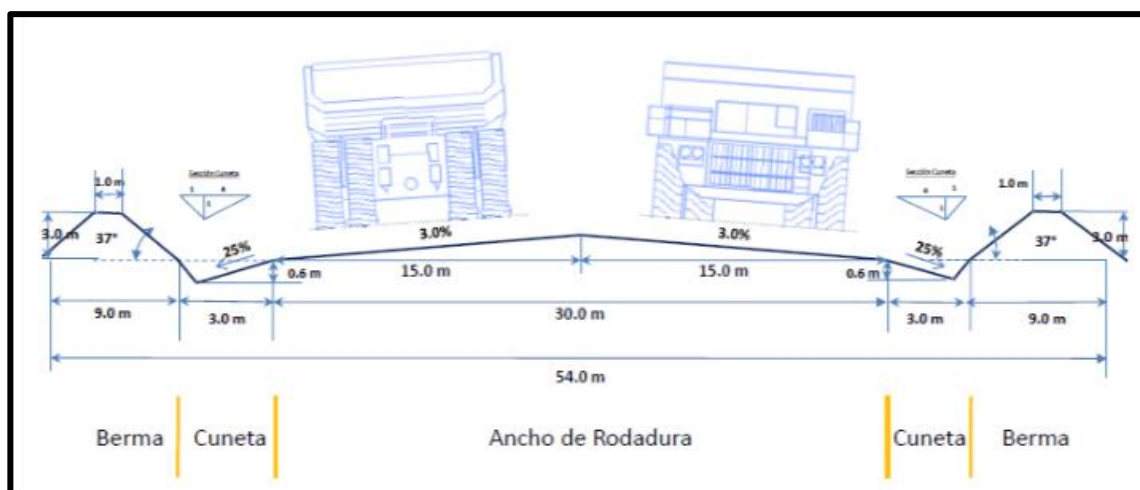 Sección Cuneta
Sección Cuneta
1.0 m
1.0 m
3.0 m
37°
25%
3.0%
3.0%
25%
37°
3.0 m
0.6 m
15.0 m
15.0 m
0.6 m
9.0 m
3.0 m
30.0 m
3.0 m
9.0 m
54.0 m
Berma
Cuneta
Ancho de Rodadura
Cuneta
Berma